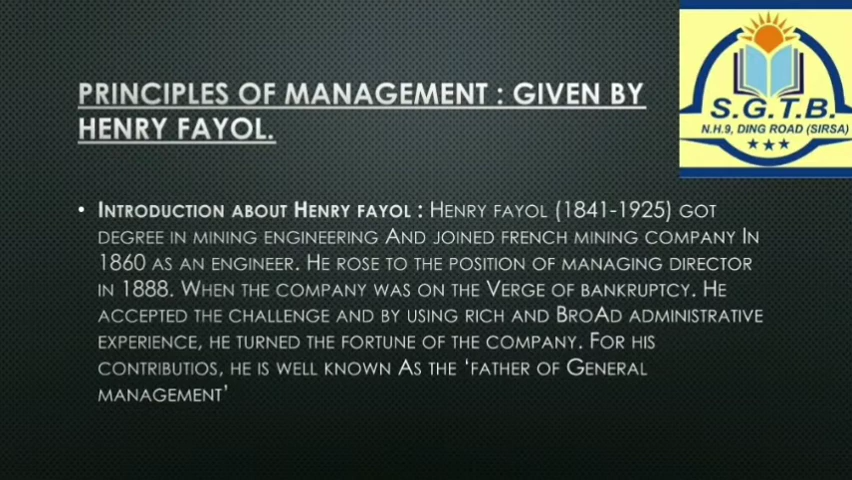 PRINCIPLES OF MANAGEMENT : GIVEN BY
HENRY FAYOL.
S.G.T.B.
N.H.9, DING ROAD (SIRSA)
• INTRODUCTION ABOUT HENRY FAYOL : HENRY FAYOL (1841-1925) GOT
DEGREE IN MINING ENGINEERING AND JOINED FRENCH MINING COMPANY IN
1860 AS AN ENGINEER. HE ROSE TO THE POSITION OF MANAGING DIRECTOR
IN 1888. WHEN THE COMPANY WAS ON THE VERGE OF BANKRUPTCY. HE
ACCEPTED THE CHALLENGE AND BY USING RICH AND BROAD ADMINISTRATIVE
EXPERIENCE, HE TURNED THE FORTUNE OF THE COMPANY. FOR HIS
CONTRIBUTIOS, HE IS WELL KNOWN AS THE ‘FATHER OF GENERAL
MANAGEMENT’